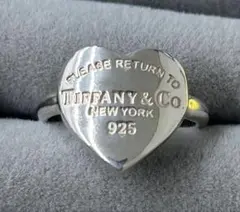 PLEASE RETURN TO
TIFFANY & Co
NEW YORK
925